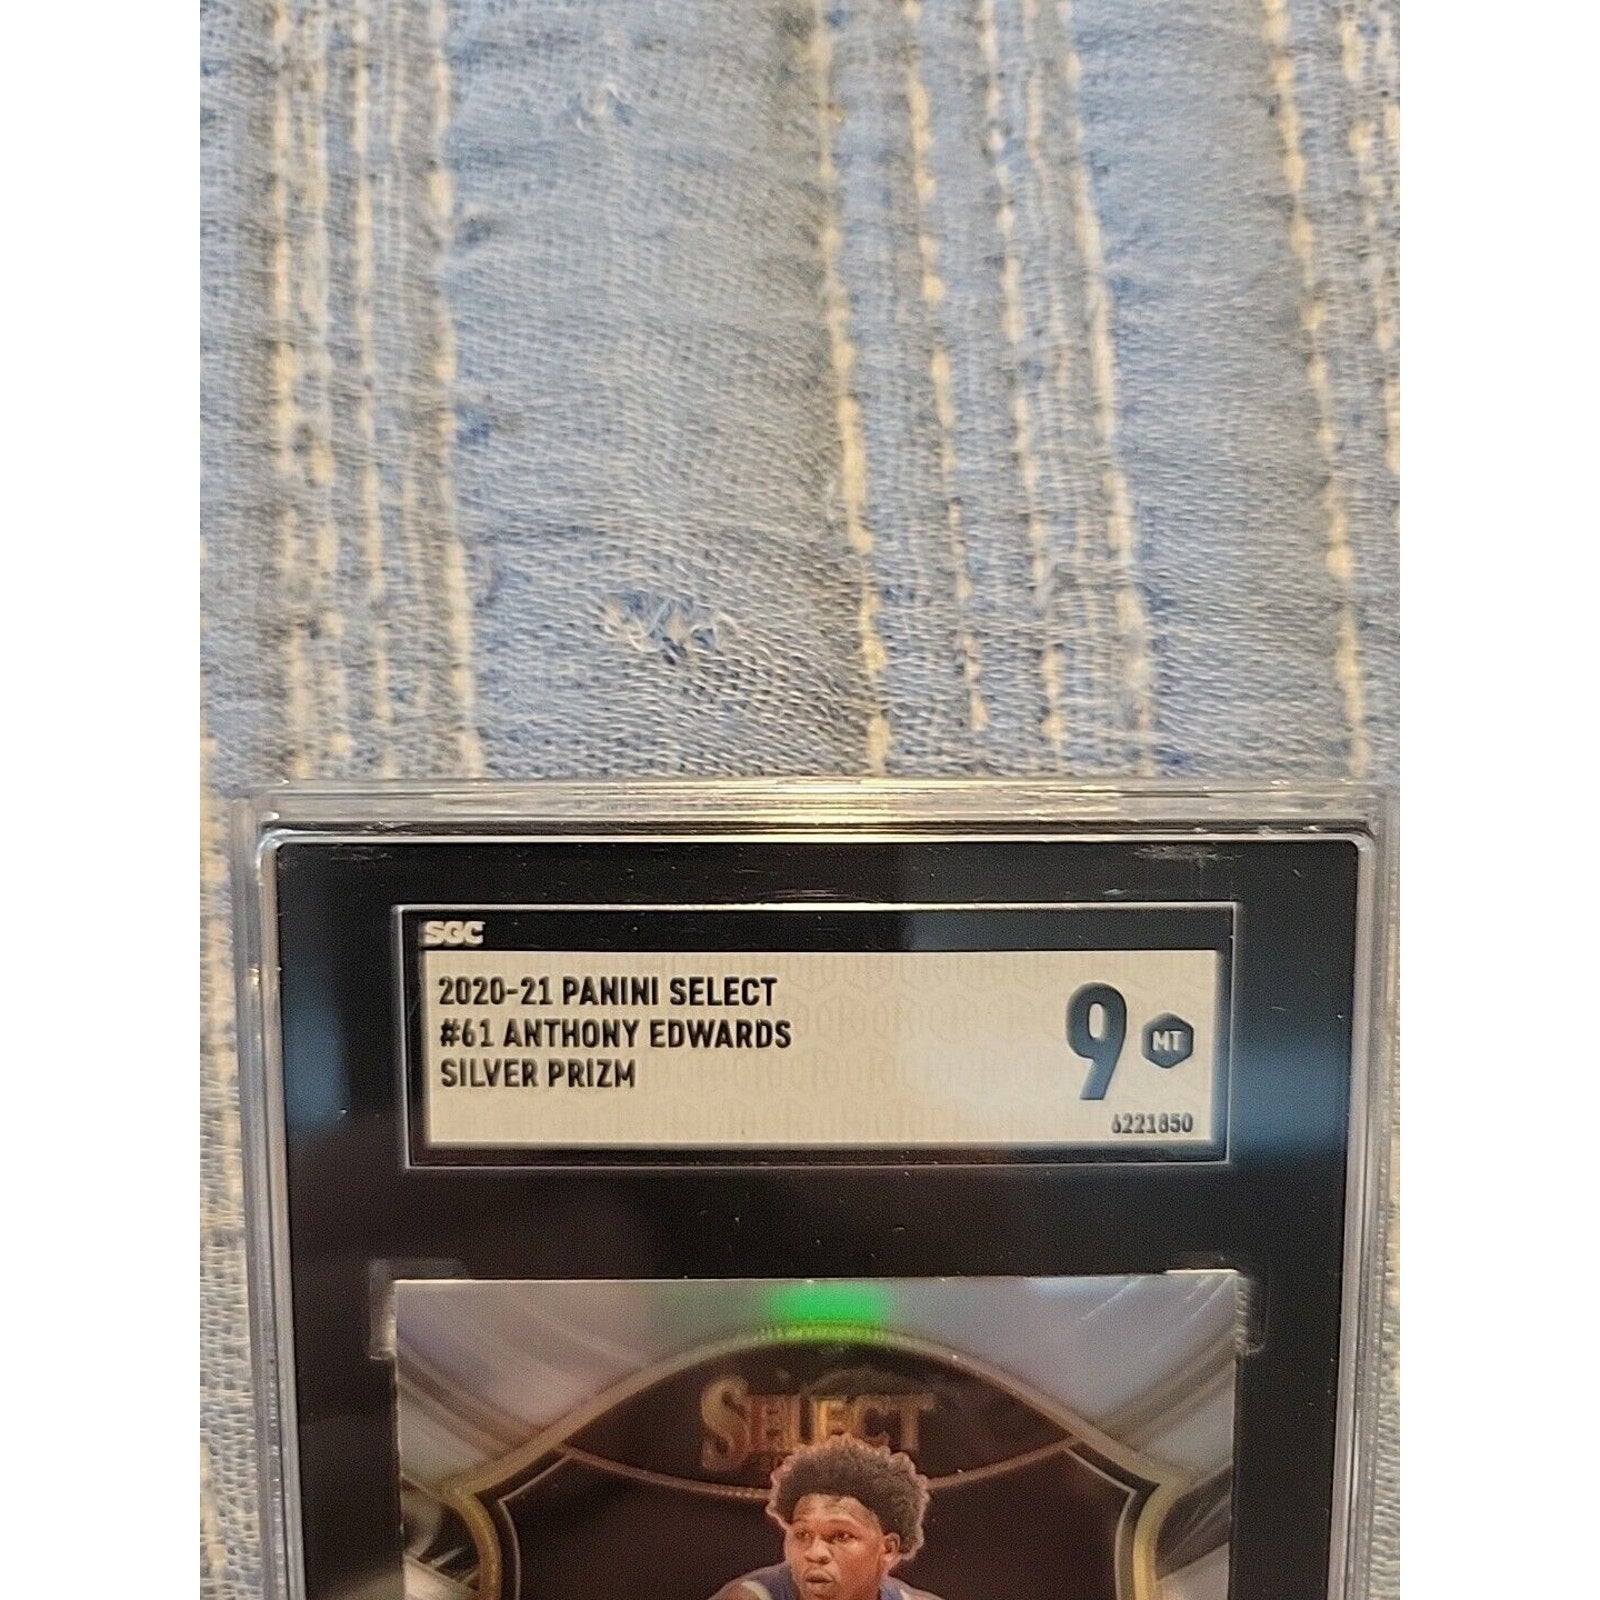 SGC
2020-21 PANINI SELECT
#61 ANTHONY EDWARDS
SILVER PRIZM
9
MT
6221850
SELECT